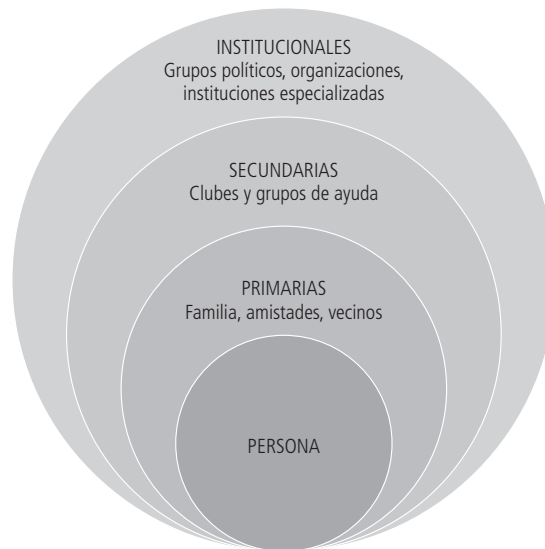 INSTITUCIONALES
Grupos políticos, organizaciones,
instituciones especializadas
SECUNDARIAS
Clubes y grupos de ayuda
PRIMARIAS
Familia, amistades, vecinos
PERSONA